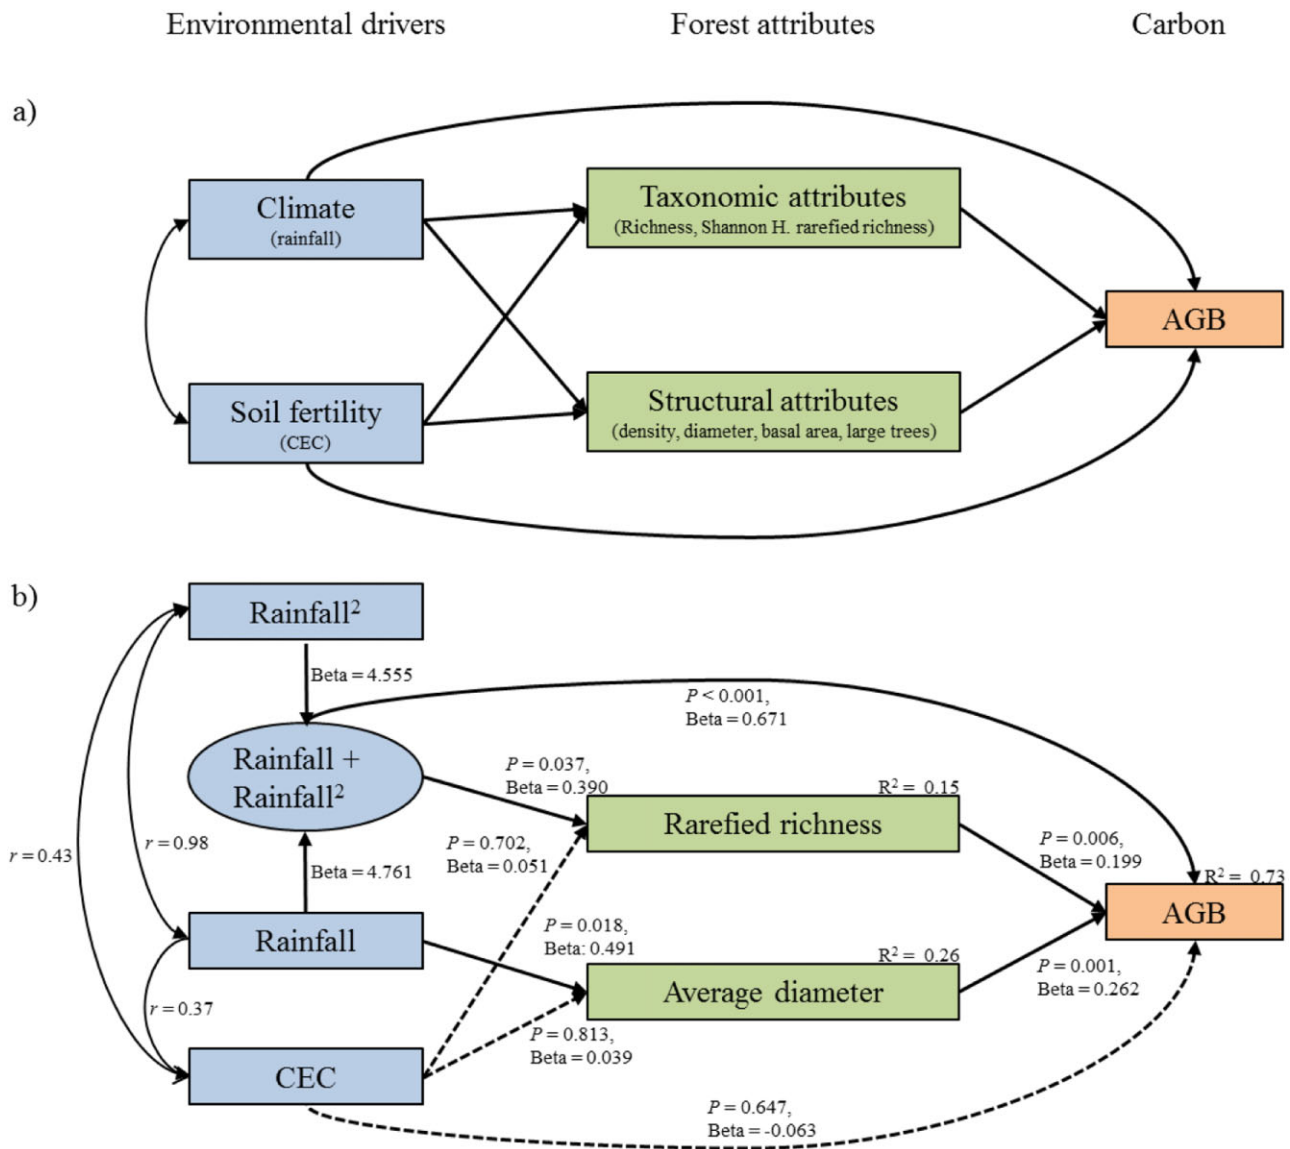 Environmental drivers
Forest attributes
Carbon
a)
Climate
(rainfall)
Taxonomic attributes
(Richness, Shannon H. rarefied richness)
AGB
Soil fertility
(CEC)
Structural attributes
(density, diameter, basal area, large trees)
b)
Rainfall²
Beta = 4.555
P < 0.001,
Beta = 0.671
Rainfall +
Rainfall²
P = 0.037,
Beta = 0.390
R² = 0.15
Rarefied richness
r = 0.43
r = 0.98
P = 0.702,
Beta = 0.051
P = 0.006,
Beta = 0.199
Beta = 4.761
R² = 0.73
AGB
Rainfall
P = 0.018,
Beta: 0.491
R² = 0.26
Average diameter
P = 0.001,
Beta = 0.262
r = 0.37
P = 0.813,
Beta = 0.039
CEC
P = 0.647,
Beta = -0.063